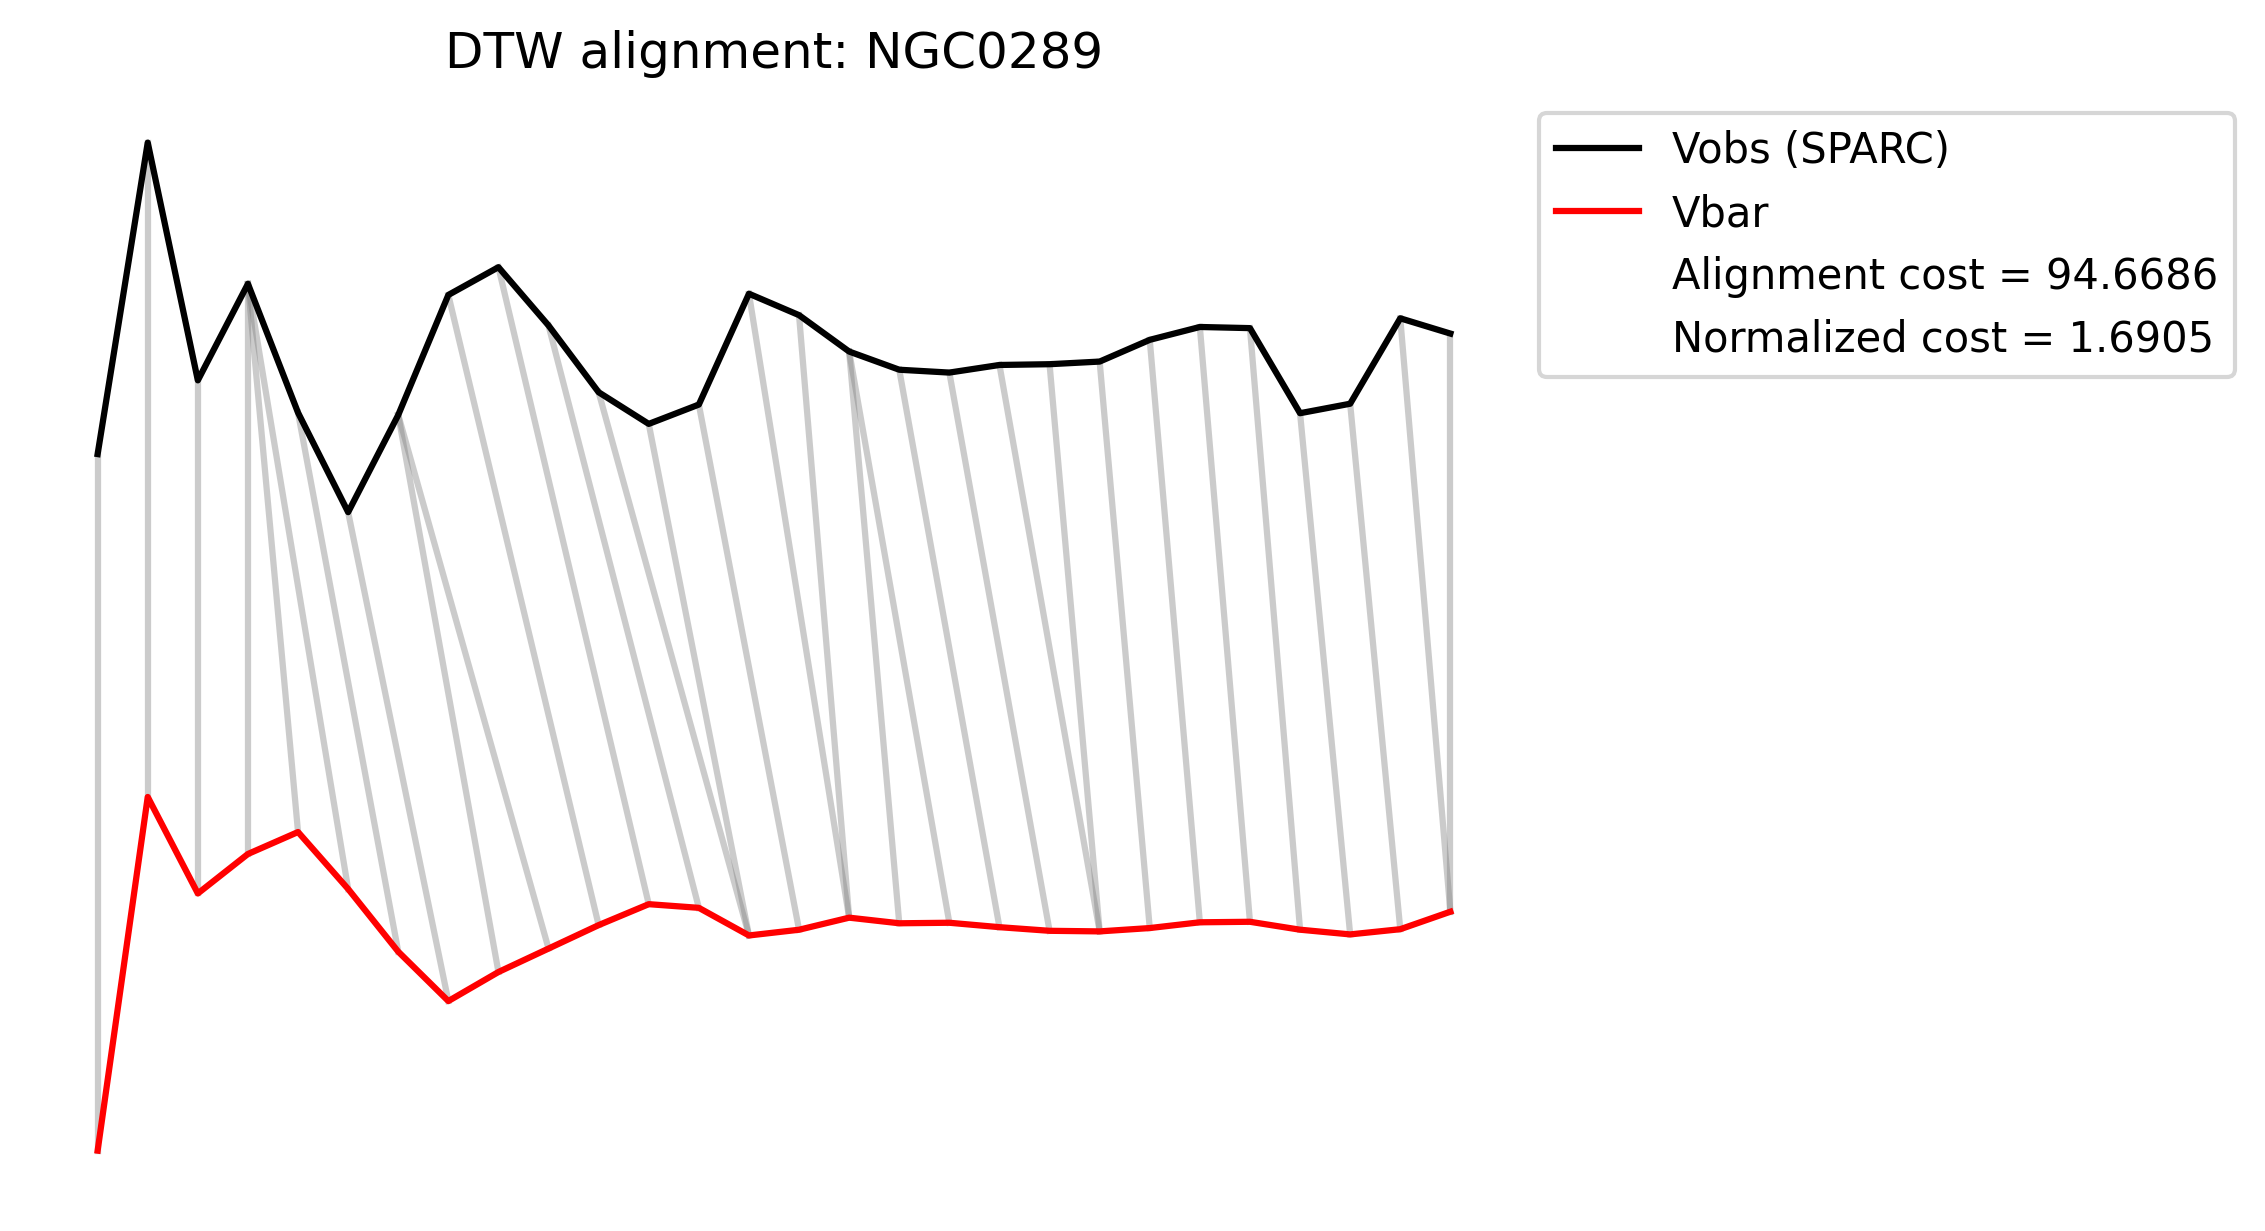 DTW alignment: NGC0289
Vobs (SPARC)
Vbar
Alignment cost = 94.6686
Normalized cost = 1.6905